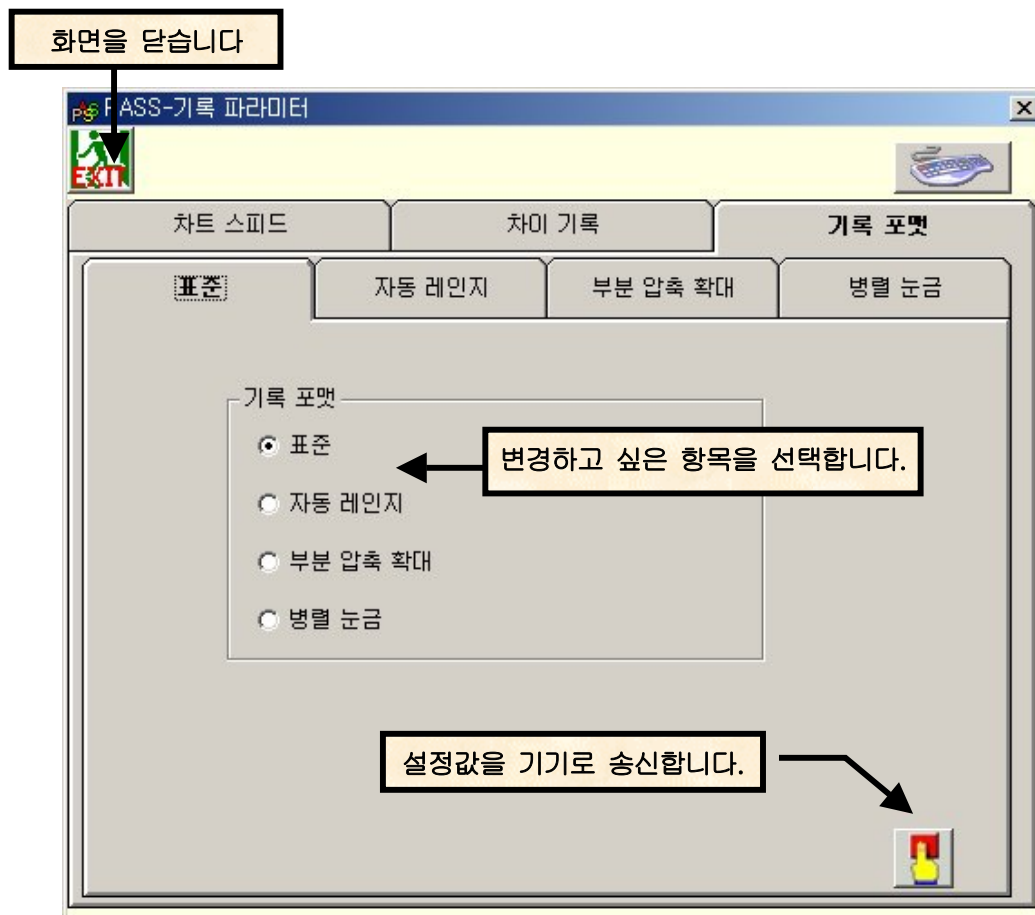 화면을 닫습니다
PASS-기록 파라미터
EXIT
차트 스피드
차이 기록
기록 포맷
표준
자동 레인지
부분 압축 확대
병렬 눈금
기록 포맷
표준
변경하고 싶은 항목을 선택합니다.
자동 레인지
부분 압축 확대
병렬 눈금
설정값을 기기로 송신합니다.